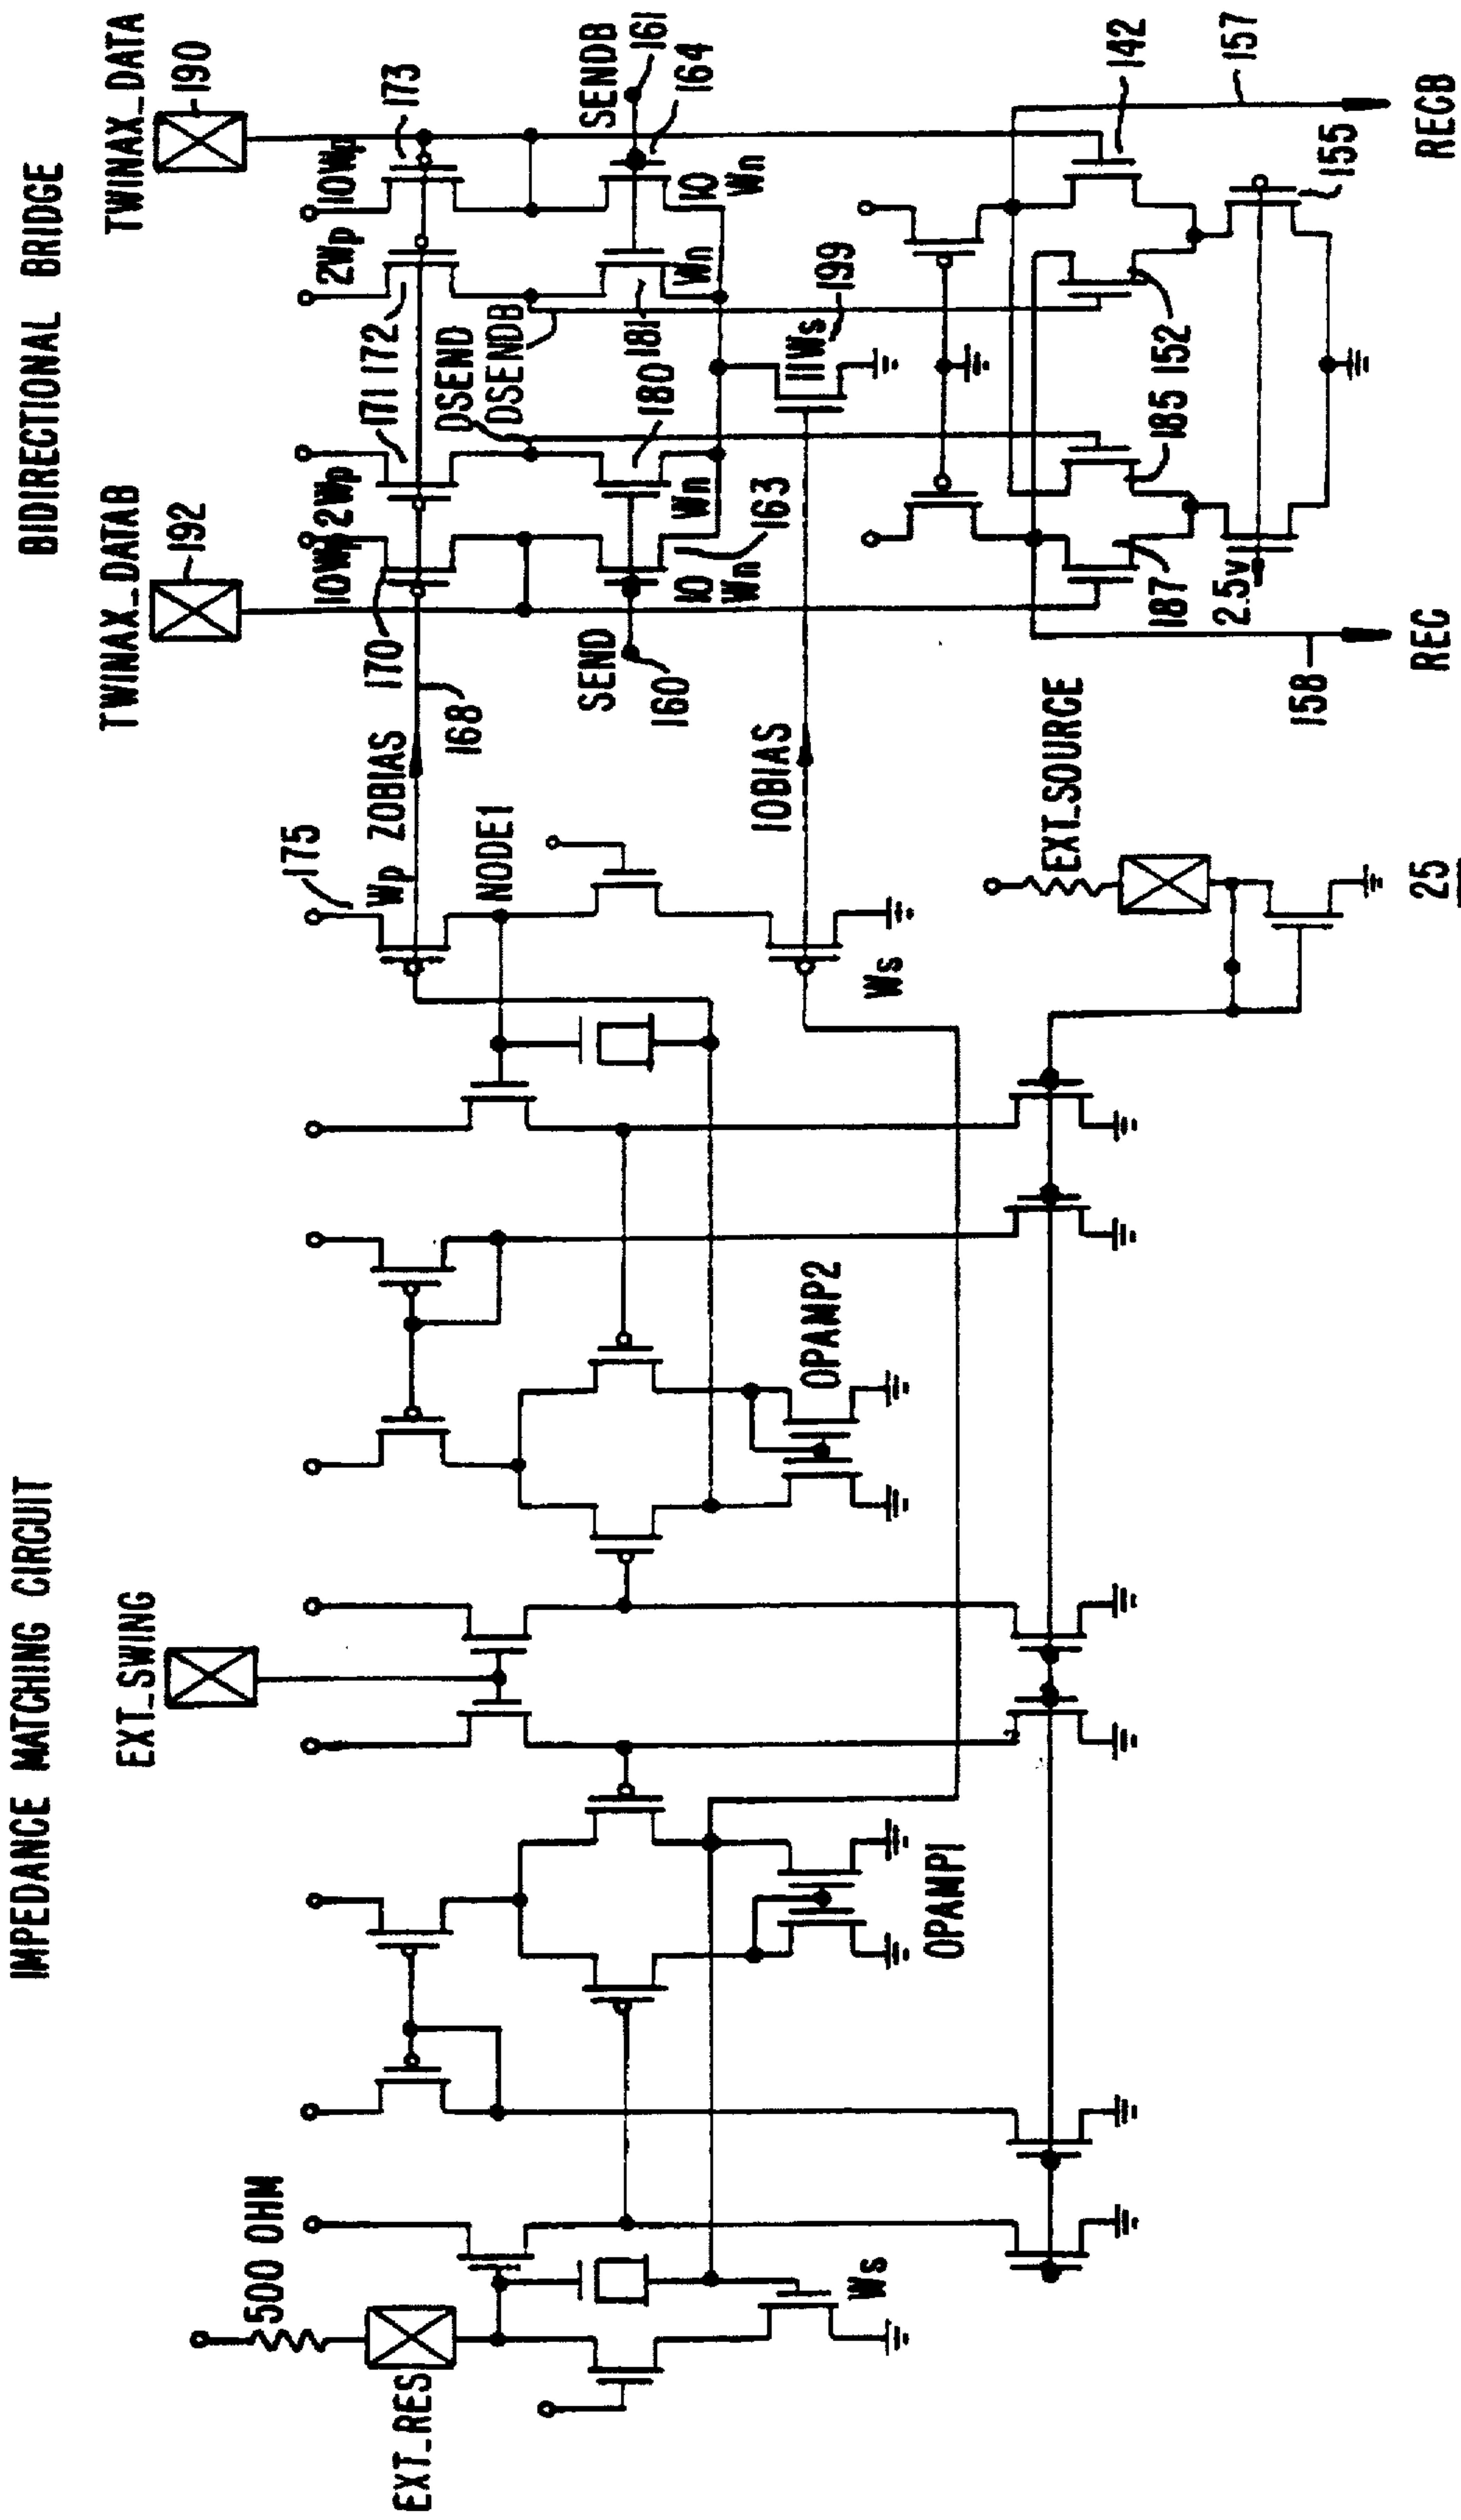 IMPEDANCE MATCHING CIRCUIT
BIDIRECTIONAL BRIDGE
EXT_SWING
TWINAX_DATAB
TWINAX_DATA
192
190
500 OHM
175
10Wp
2Wp
2Wp
10Wp
EXT_RES
Wp
ZOBIAS
170
171
172
173
168
NODE1
DSEND
DSENDB
SEND
160
SENDB
161
164
180
181
Wn
Wn
10
Wn
10
Wn
163
IOBIAS
11Ws
199
Ws
OPAMP1
OPAMP2
Ws
EXT_SOURCE
187
185
152
142
2.5v
158
155
157
REC
RECB
25